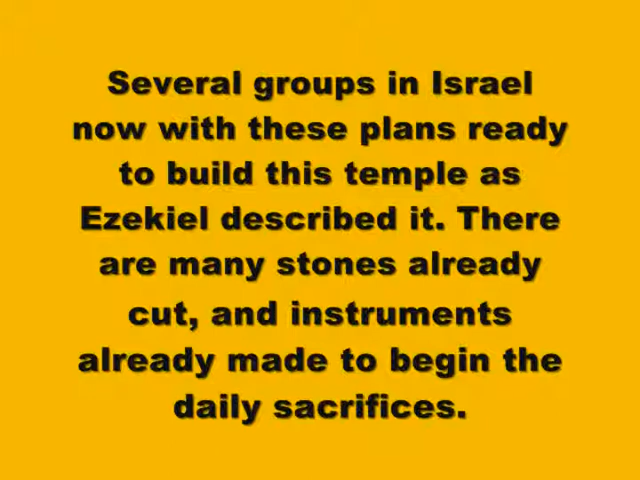 Several groups in Israel
now with these plans ready
to build this temple as
Ezekiel described it. There
are many stones already
cut, and instruments
already made to begin the
daily sacrifices.